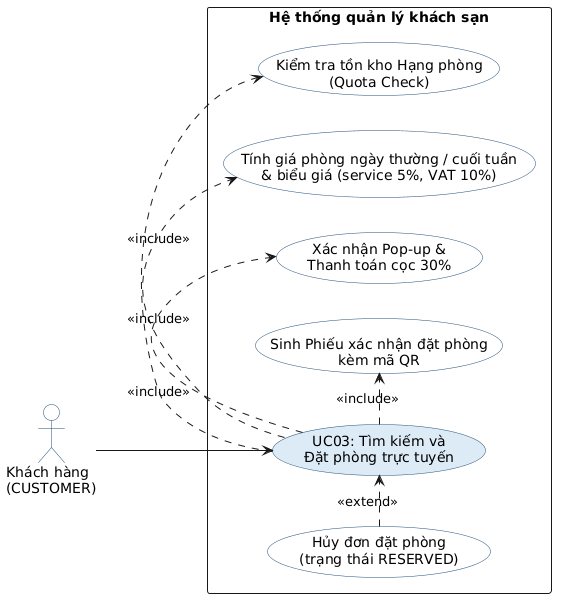 Hệ thống quản lý khách sạn
Kiểm tra tồn kho Hạng phòng
(Quota Check)
Tính giá phòng ngày thường / cuối tuần
& biểu giá (service 5%, VAT 10%)
«include»
Xác nhận Pop-up &
Thanh toán cọc 30%
«include»
Sinh Phiếu xác nhận đặt phòng
kèm mã QR
«include»
«include»
UC03: Tìm kiếm và
Đặt phòng trực tuyến
Khách hàng
(CUSTOMER)
«extend»
Hủy đơn đặt phòng
(trạng thái RESERVED)